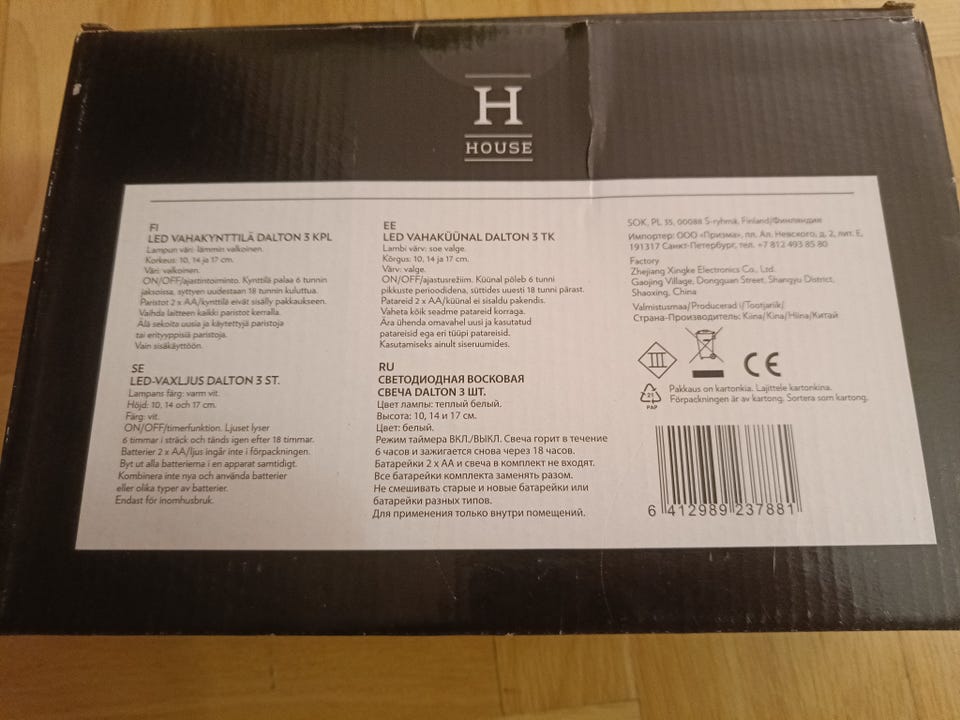 H
HOUSE
FI
LED VAHAKYNTTILÄ DALTON 3 KPL
Lampun väri: lämmin valkoinen.
Korkeus: 10, 14 ja 17 cm.
Väri: valkoinen.
ON/OFF/ajastintoiminto. Kynttilä palaa 6 tunnin
jaksoissa, syttyen uudestaan 18 tunnin kuluttua.
Paristot 2 x AA/kynttilä eivät sisälly pakkaukseen.
Vaihda laitteen kaikki paristot kerralla.
Älä sekoita uusia ja käytettyjä paristoja
tai erityyppisiä paristoja.
Vain sisäkäyttöön.
SE
LED-VAXLJUS DALTON 3 ST.
Lampans färg: varm vit.
Höjd: 10, 14 och 17 cm.
Färg: vit.
ON/OFF/timerfunktion. Ljuset lyser
6 timmar i sträck och tänds igen efter 18 timmar.
Batterier 2 x AA/ljus ingår inte i förpackningen.
Byt ut alla batterierna i en apparat samtidigt.
Kombinera inte nya och använda batterier
eller olika typer av batterier.
Endast för inomhusbruk.
EE
LED VAHAKÜÜNAL DALTON 3 TK
Lambi värv: soe valge.
Kõrgus: 10, 14 ja 17 cm.
Värv: valge.
ON/OFF/ajastusrežiim. Küünal põleb 6 tunni
pikkuste perioodidena, süttides uuesti 18 tunni pärast.
Patareid 2 x AA/küünal ei sisaldu pakendis.
Vaheta kõik seadme patareid korraga.
Ära ühenda omavahel uusi ja kasutatud
patareisid ega eri tüüpi patareisid.
Kasutamiseks ainult siseruumides.
RU
СВЕТОДИОДНАЯ ВОСКОВАЯ
СВЕЧА DALTON 3 ШТ.
Цвет лампы: теплый белый.
Высота: 10, 14 и 17 см.
Цвет: белый.
Режим таймера ВКЛ./ВЫКЛ. Свеча горит в течение
6 часов и зажигается снова через 18 часов.
Батарейки 2 x AA и свеча в комплект не входят.
Все батарейки комплекта заменять разом.
Не смешивать старые и новые батарейки или
батарейки разных типов.
Для применения только внутри помещений.
SOK, PL 35, 00088 S-ryhmä, Finland/Финляндия
Импортер: ООО «Призма», пл. Ал. Невского, д. 2, лит. Е,
191317 Санкт-Петербург, тел. +7 812 493 85 80
Factory
Zhejiang Xingke Electronics Co., Ltd.
Gaojing Village, Dongguan Street, Shangyu District,
Shaoxing, China
Valmistusmaa/Producerad i/Tootjariik/
Страна-Производитель: Kiina/Kina/Hiina/Китай
III
CE
21
PAP
Pakkaus on kartonkia. Lajittele kartonkina.
Förpackningen är av kartong. Sortera som kartong.
6 412989 237881